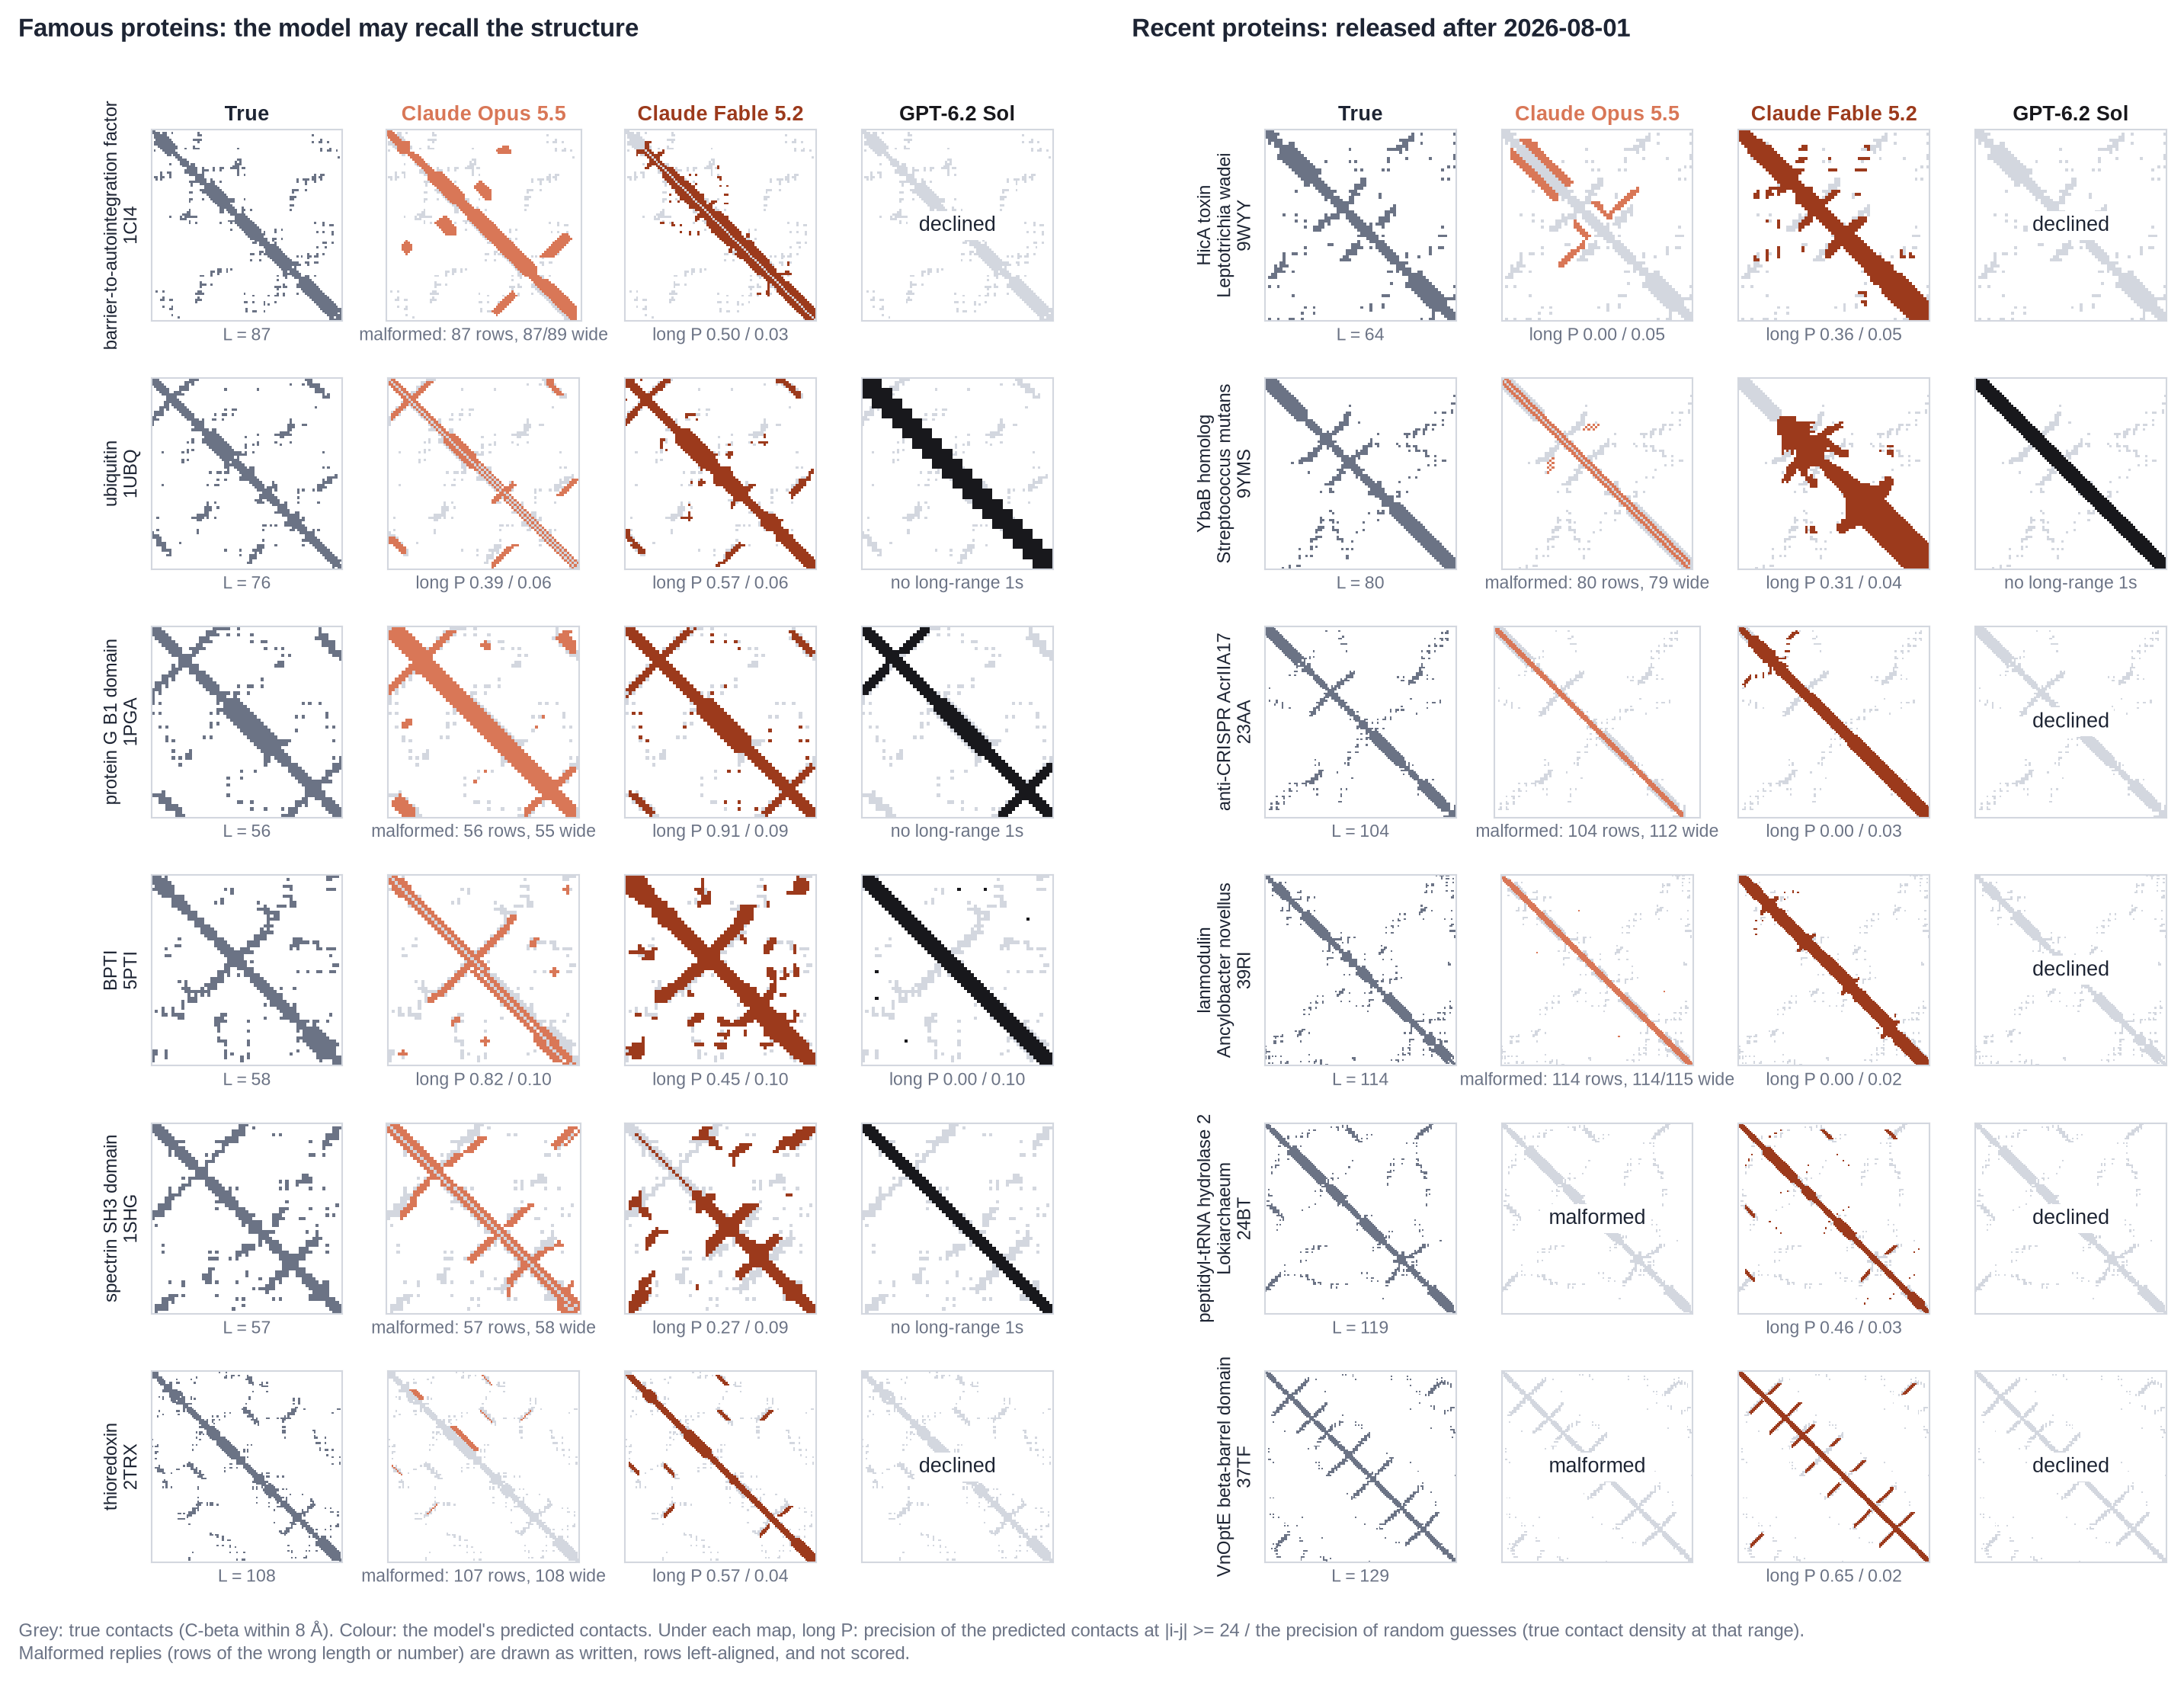 Famous proteins: the model may recall the structure
True
Claude Opus 5.5
Claude Fable 5.2
GPT-6.2 Sol
barrier-to-autointegration factor
1CI4
declined
L = 87
malformed: 87 rows, 87/89 wide
long P 0.50 / 0.03
ubiquitin
1UBQ
L = 76
long P 0.39 / 0.06
long P 0.57 / 0.06
no long-range 1s
protein G B1 domain
1PGA
L = 56
malformed: 56 rows, 55 wide
long P 0.91 / 0.09
no long-range 1s
BPTI
5PTI
L = 58
long P 0.82 / 0.10
long P 0.45 / 0.10
long P 0.00 / 0.10
spectrin SH3 domain
1SHG
L = 57
malformed: 57 rows, 58 wide
long P 0.27 / 0.09
no long-range 1s
thioredoxin
2TRX
declined
L = 108
malformed: 107 rows, 108 wide
long P 0.57 / 0.04
Recent proteins: released after 2026-08-01
True
Claude Opus 5.5
Claude Fable 5.2
GPT-6.2 Sol
HicA toxin
Leptotrichia wadei
9WYY
declined
L = 64
long P 0.00 / 0.05
long P 0.36 / 0.05
YbaB homolog
Streptococcus mutans
9YMS
L = 80
malformed: 80 rows, 79 wide
long P 0.31 / 0.04
no long-range 1s
anti-CRISPR AcrIIA17
23AA
declined
L = 104
malformed: 104 rows, 112 wide
long P 0.00 / 0.03
lanmodulin
Ancylobacter novellus
39RI
declined
L = 114
malformed: 114 rows, 114/115 wide
long P 0.00 / 0.02
peptidyl-tRNA hydrolase 2
Lokiarchaeum
24BT
malformed
declined
L = 119
long P 0.46 / 0.03
VnOptE beta-barrel domain
37TF
malformed
declined
L = 129
long P 0.65 / 0.02
Grey: true contacts (C-beta within 8 Å). Colour: the model's predicted contacts. Under each map, long P: precision of the predicted contacts at |i-j| >= 24 / the precision of random guesses (true contact density at that range).
Malformed replies (rows of the wrong length or number) are drawn as written, rows left-aligned, and not scored.